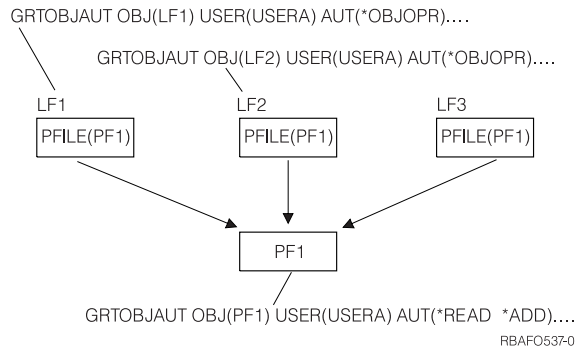 GRTOBJAUT OBJ(LF1) USER(USERA) AUT(*OBJOPR)....
GRTOBJAUT OBJ(LF2) USER(USERA) AUT(*OBJOPR)....
LF1 LF2 LF3
PFILE(PF1) PFILE(PF1) PFILE(PF1)
PF1
GRTOBJAUT OBJ(PF1) USER(USERA) AUT(*READ *ADD)....
RBAFO537-0